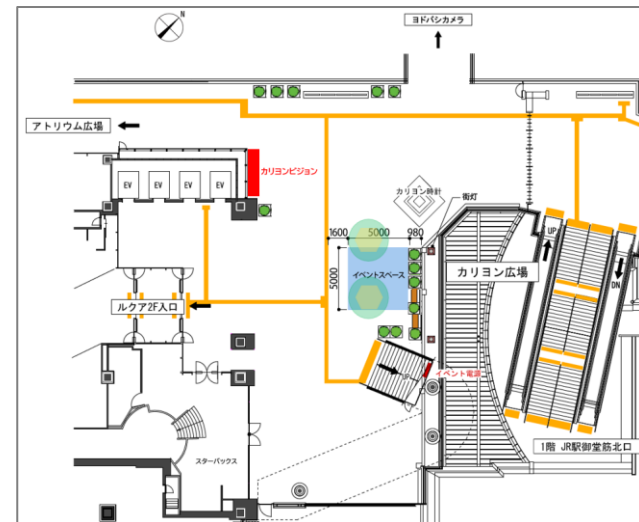 N
ヨドバシカメラ
アトリウム広場
EV
EV
EV
EV
カリヨンビジョン
カリヨン時計
街灯
1600
5000
980
イベントスペース
5000
カリヨン広場
UP
DN
ルクア2F入口
イベント電源
1階 JR駅御堂筋北口
スターバックス